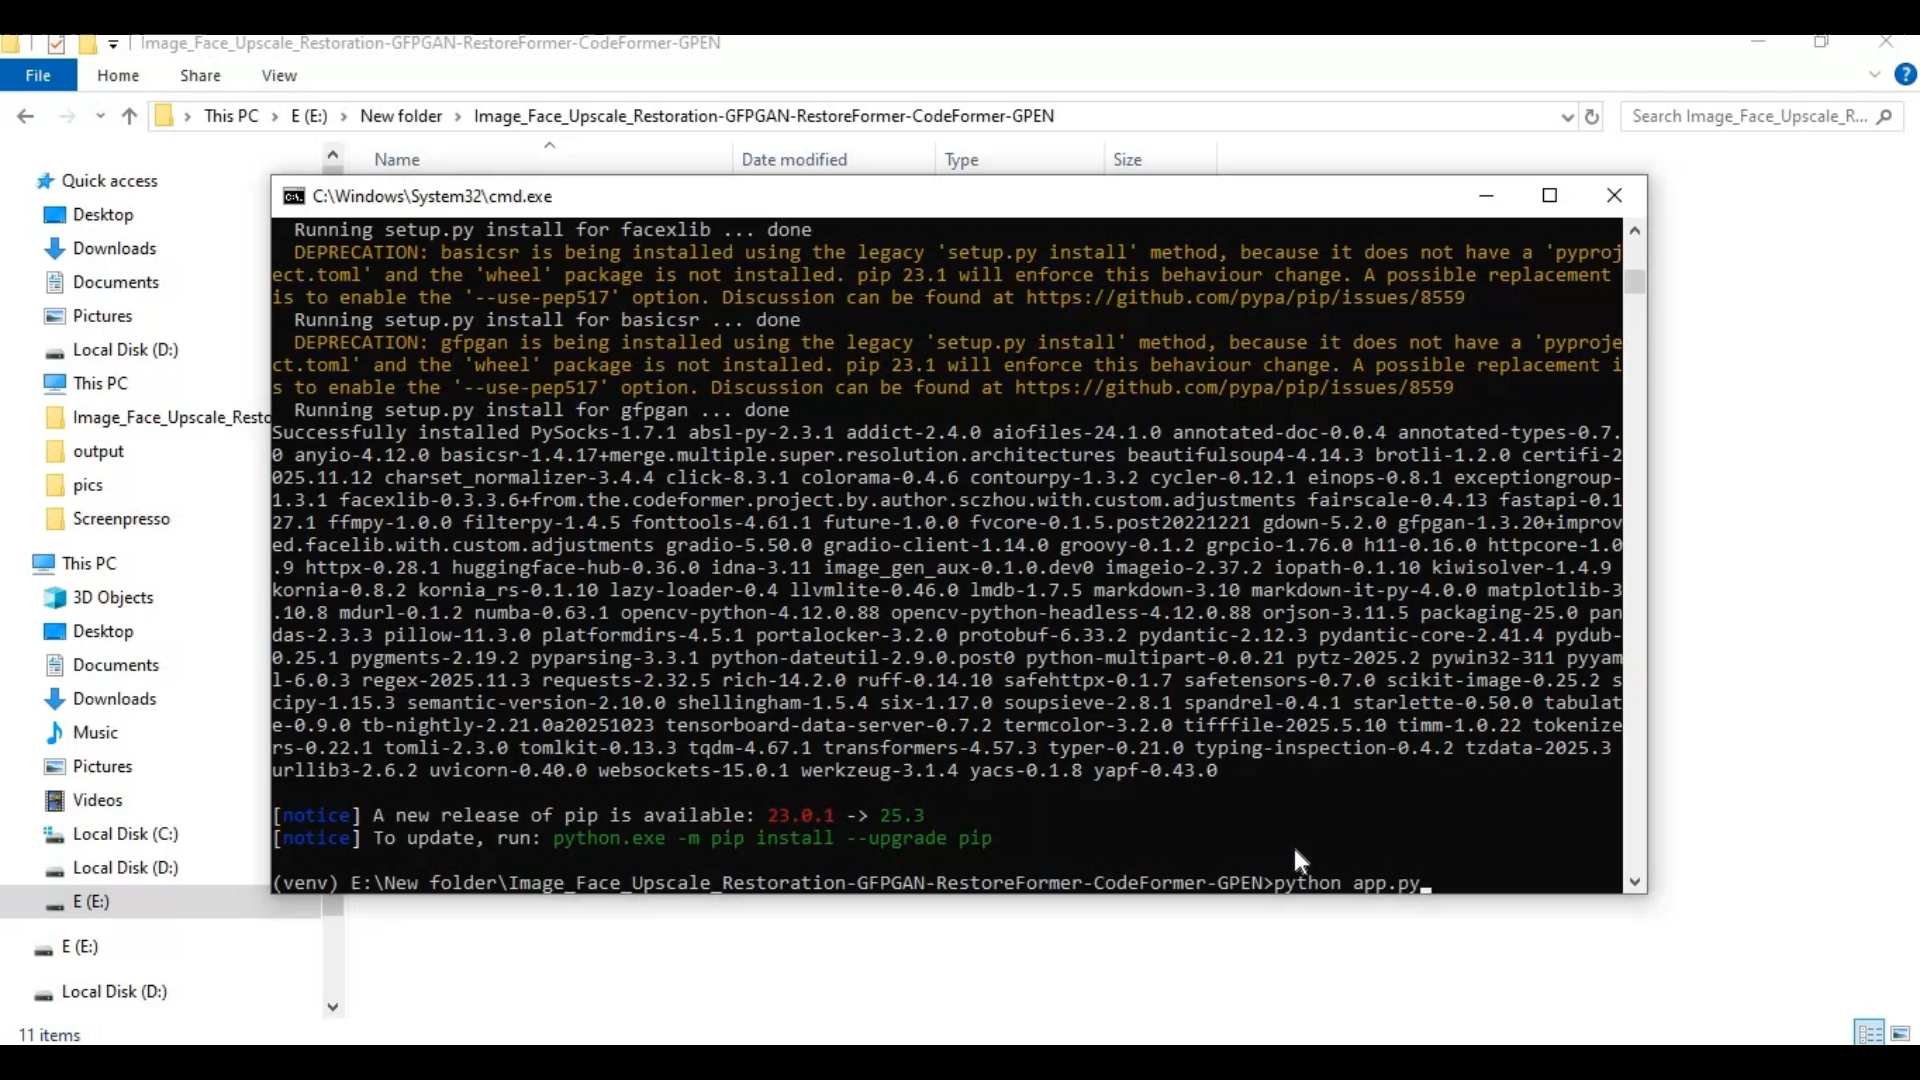 Image_Face_Upscale_Restoration-GFPGAN-RestoreFormer-CodeFormer-GPEN
File Home Share View
This PC E (E:) New folder Image_Face_Upscale_Restoration-GFPGAN-RestoreFormer-CodeFormer-GPEN Search Image_Face_Upscale_R...
Name Date modified Type Size
Quick access
Desktop
Downloads
Documents
Pictures
Local Disk (D:)
This PC
Image_Face_Upscale_Resto
output
pics
Screenpresso
This PC
3D Objects
Desktop
Documents
Downloads
Music
Pictures
Videos
Local Disk (C:)
Local Disk (D:)
E (E:)
E (E:)
Local Disk (D:)
11 items
C:\Windows\System32\cmd.exe
Running setup.py install for facexlib ... done
DEPRECATION: basicsr is being installed using the legacy 'setup.py install' method, because it does not have a 'pyproj
ect.toml' and the 'wheel' package is not installed. pip 23.1 will enforce this behaviour change. A possible replacement
is to enable the '--use-pep517' option. Discussion can be found at https://github.com/pypa/pip/issues/8559
Running setup.py install for basicsr ... done
DEPRECATION: gfpgan is being installed using the legacy 'setup.py install' method, because it does not have a 'pyproje
ct.toml' and the 'wheel' package is not installed. pip 23.1 will enforce this behaviour change. A possible replacement i
s to enable the '--use-pep517' option. Discussion can be found at https://github.com/pypa/pip/issues/8559
Running setup.py install for gfpgan ... done
Successfully installed PySocks-1.7.1 absl-py-2.3.1 addict-2.4.0 aiofiles-24.1.0 annotated-doc-0.0.4 annotated-types-0.7.
0 anyio-4.12.0 basicsr-1.4.17+merge.multiple.super.resolution.architectures beautifulsoup4-4.14.3 brotli-1.2.0 certifi-2
025.11.12 charset_normalizer-3.4.4 click-8.3.1 colorama-0.4.6 contourpy-1.3.2 cycler-0.12.1 einops-0.8.1 exceptiongroup-
1.3.1 facexlib-0.3.3.6+from.the.codeformer.project.by.author.sczhou.with.custom.adjustments fairscale-0.4.13 fastapi-0.1
27.1 ffmpy-1.0.0 filterpy-1.4.5 fonttools-4.61.1 future-1.0.0 fvcore-0.1.5.post20221221 gdown-5.2.0 gfpgan-1.3.20+improv
ed.facelib.with.custom.adjustments gradio-5.50.0 gradio-client-1.14.0 groovy-0.1.2 grpcio-1.76.0 h11-0.16.0 httpcore-1.0
.9 httpx-0.28.1 huggingface-hub-0.36.0 idna-3.11 image_gen_aux-0.1.0.dev0 imageio-2.37.2 iopath-0.1.10 kiwisolver-1.4.9
kornia-0.8.2 kornia_rs-0.1.10 lazy-loader-0.4 llvmlite-0.46.0 lmdb-1.7.5 markdown-3.10 markdown-it-py-4.0.0 matplotlib-3
.10.8 mdurl-0.1.2 numba-0.63.1 opencv-python-4.12.0.88 opencv-python-headless-4.12.0.88 orjson-3.11.5 packaging-25.0 pan
das-2.3.3 pillow-11.3.0 platformdirs-4.5.1 portalocker-3.2.0 protobuf-6.33.2 pydantic-2.12.3 pydantic-core-2.41.4 pydub-
0.25.1 pygments-2.19.2 pyparsing-3.3.1 python-dateutil-2.9.0.post0 python-multipart-0.0.21 pytz-2025.2 pywin32-311 pyyam
l-6.0.3 regex-2025.11.3 requests-2.32.5 rich-14.2.0 ruff-0.14.10 safehttpx-0.1.7 safetensors-0.7.0 scikit-image-0.25.2 s
cipy-1.15.3 semantic-version-2.10.0 shellingham-1.5.4 six-1.17.0 soupsieve-2.8.1 spandrel-0.4.1 starlette-0.50.0 tabulat
e-0.9.0 tb-nightly-2.21.0a20251023 tensorboard-data-server-0.7.2 termcolor-3.2.0 tifffile-2025.5.10 timm-1.0.22 tokenize
rs-0.22.1 tomli-2.3.0 tomlkit-0.13.3 tqdm-4.67.1 transformers-4.57.3 typer-0.21.0 typing-inspection-0.4.2 tzdata-2025.3
urllib3-2.6.2 uvicorn-0.40.0 websockets-15.0.1 werkzeug-3.1.4 yacs-0.1.8 yapf-0.43.0
[notice] A new release of pip is available: 23.0.1 -> 25.3
[notice] To update, run: python.exe -m pip install --upgrade pip
(venv) E:\New folder\Image_Face_Upscale_Restoration-GFPGAN-RestoreFormer-CodeFormer-GPEN>python app.py